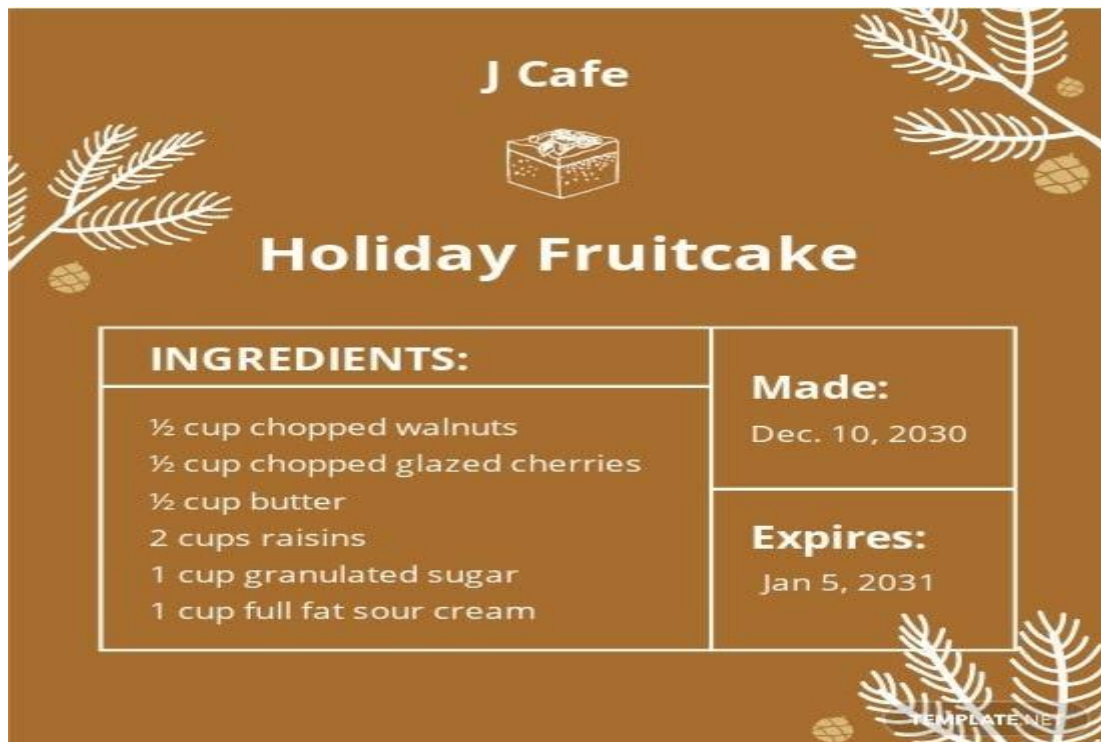 J Cafe
Holiday Fruitcake
INGREDIENTS:
½ cup chopped walnuts
½ cup chopped glazed cherries
½ cup butter
2 cups raisins
1 cup granulated sugar
1 cup full fat sour cream
Made:
Dec. 10, 2030
Expires:
Jan 5, 2031
TEMPLATE.NET